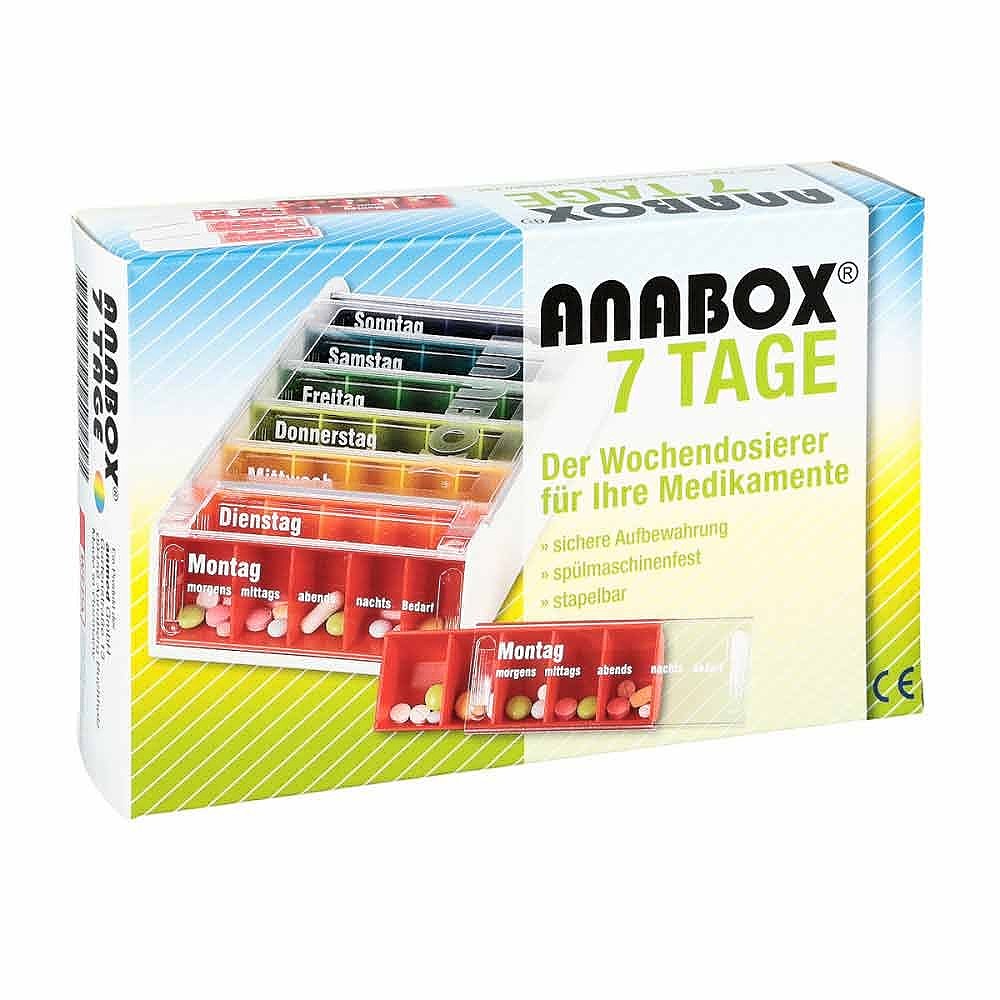 ANABOX
7 TAGE
ANABOX®
7 TAGE
Der Wochendosierer
für Ihre Medikamente
» sichere Aufbewahrung
» spülmaschinenfest
» stapelbar
Sonntag
Samstag
Freitag
Donnerstag
Mittwoch
Dienstag
Montag
morgens mittags abends nachts Bedarf
Montag
morgens mittags abends nachts Bedarf
CE
ANABOX®
7 TAGE